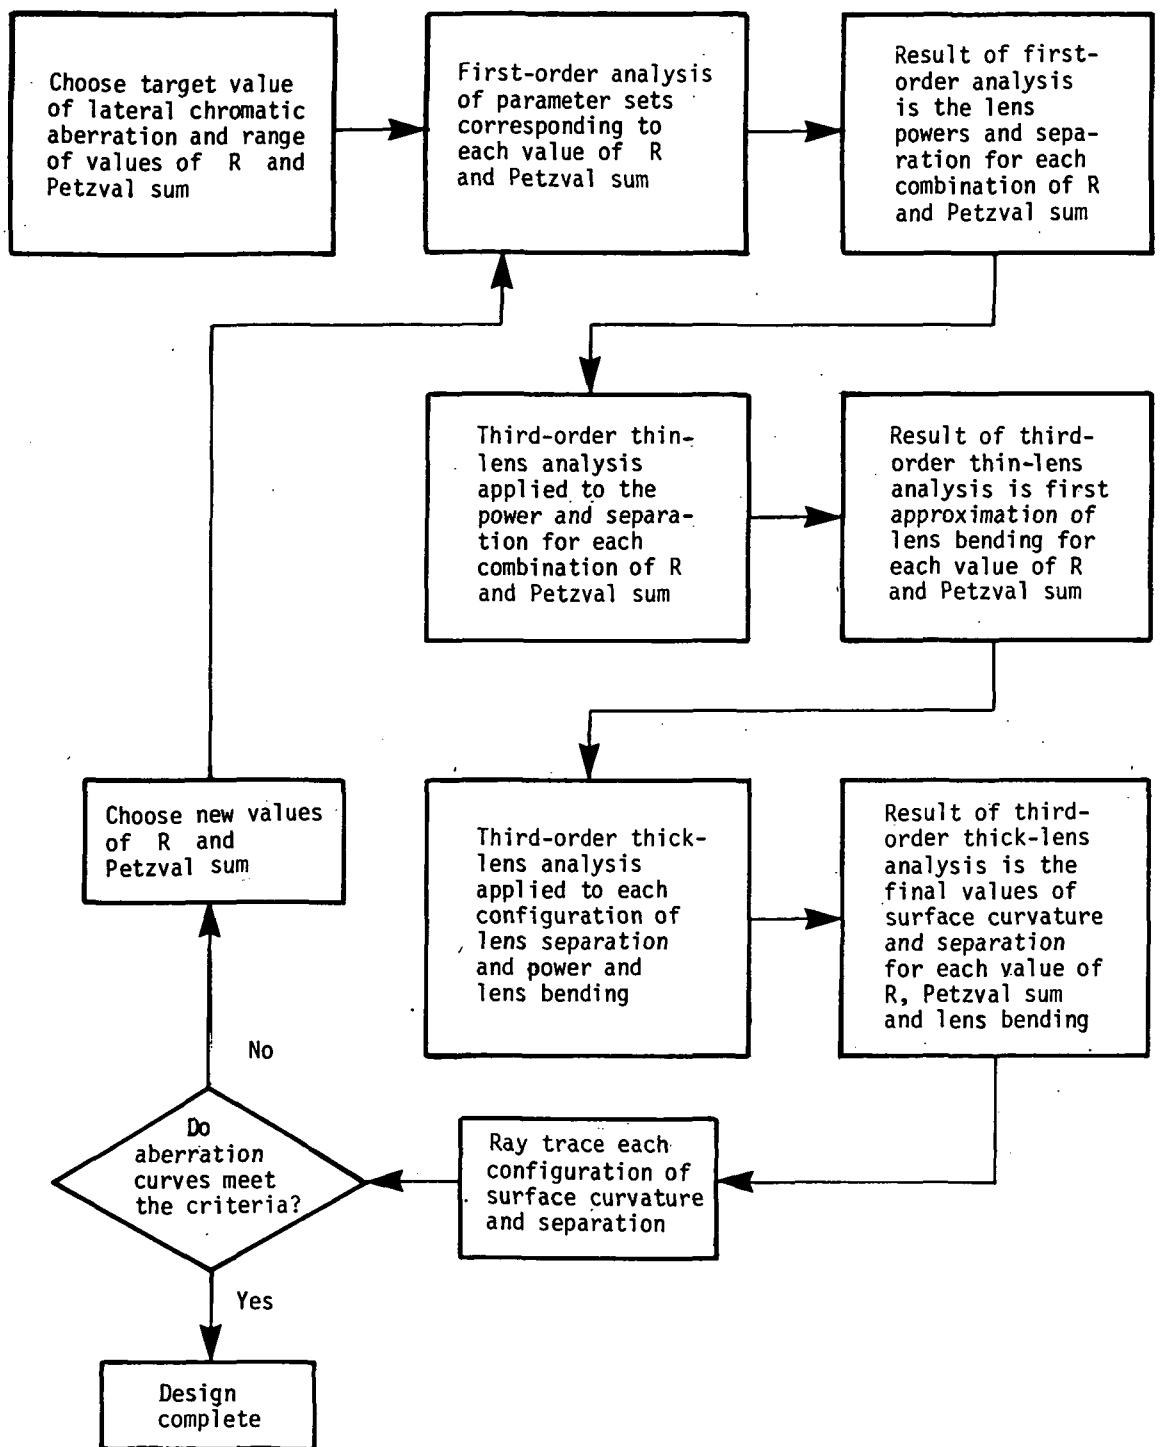 Choose target value
of lateral chromatic
aberration and range
of values of R and
Petzval sum
First-order analysis
of parameter sets
corresponding to
each value of R
and Petzval sum
Result of first-
order analysis
is the lens
powers and sepa-
ration for each
combination of R
and Petzval sum
Third-order thin-
lens analysis
applied to the
power and separa-
tion for each
combination of R
and Petzval sum
Result of third-
order thin-lens
analysis is first
approximation of
lens bending for
each value of R
and Petzval sum
Third-order thick-
lens analysis
applied to each
configuration of
lens separation
and power and
lens bending
Result of third-
order thick-lens
analysis is the
final values of
surface curvature
and separation
for each value of
R, Petzval sum
and lens bending
Ray trace each
configuration of
surface curvature
and separation
Do
aberration
curves meet
the criteria?
No
Choose new values
of R and
Petzval sum
Yes
Design
complete